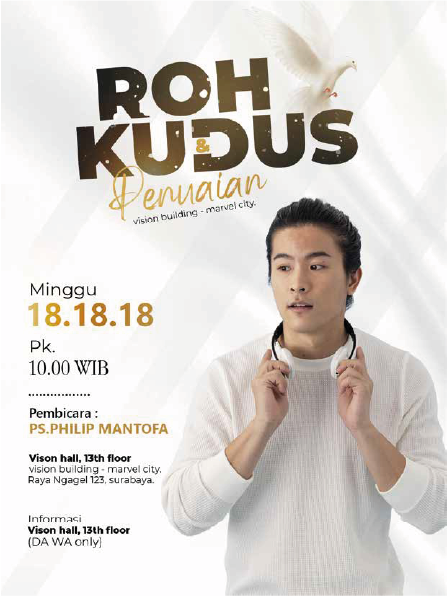 ROH
KUDUS
&
Penuaian
vision building - marvel city.
Minggu
18.18.18
Pk.
10.00 WIB
Pembicara :
PS.PHILIP MANTOFA
Vison hall, 13th floor
vision building - marvel city.
Raya Ngagel 123, surabaya.
Informasi
Vison hall, 13th floor
(DA WA only)